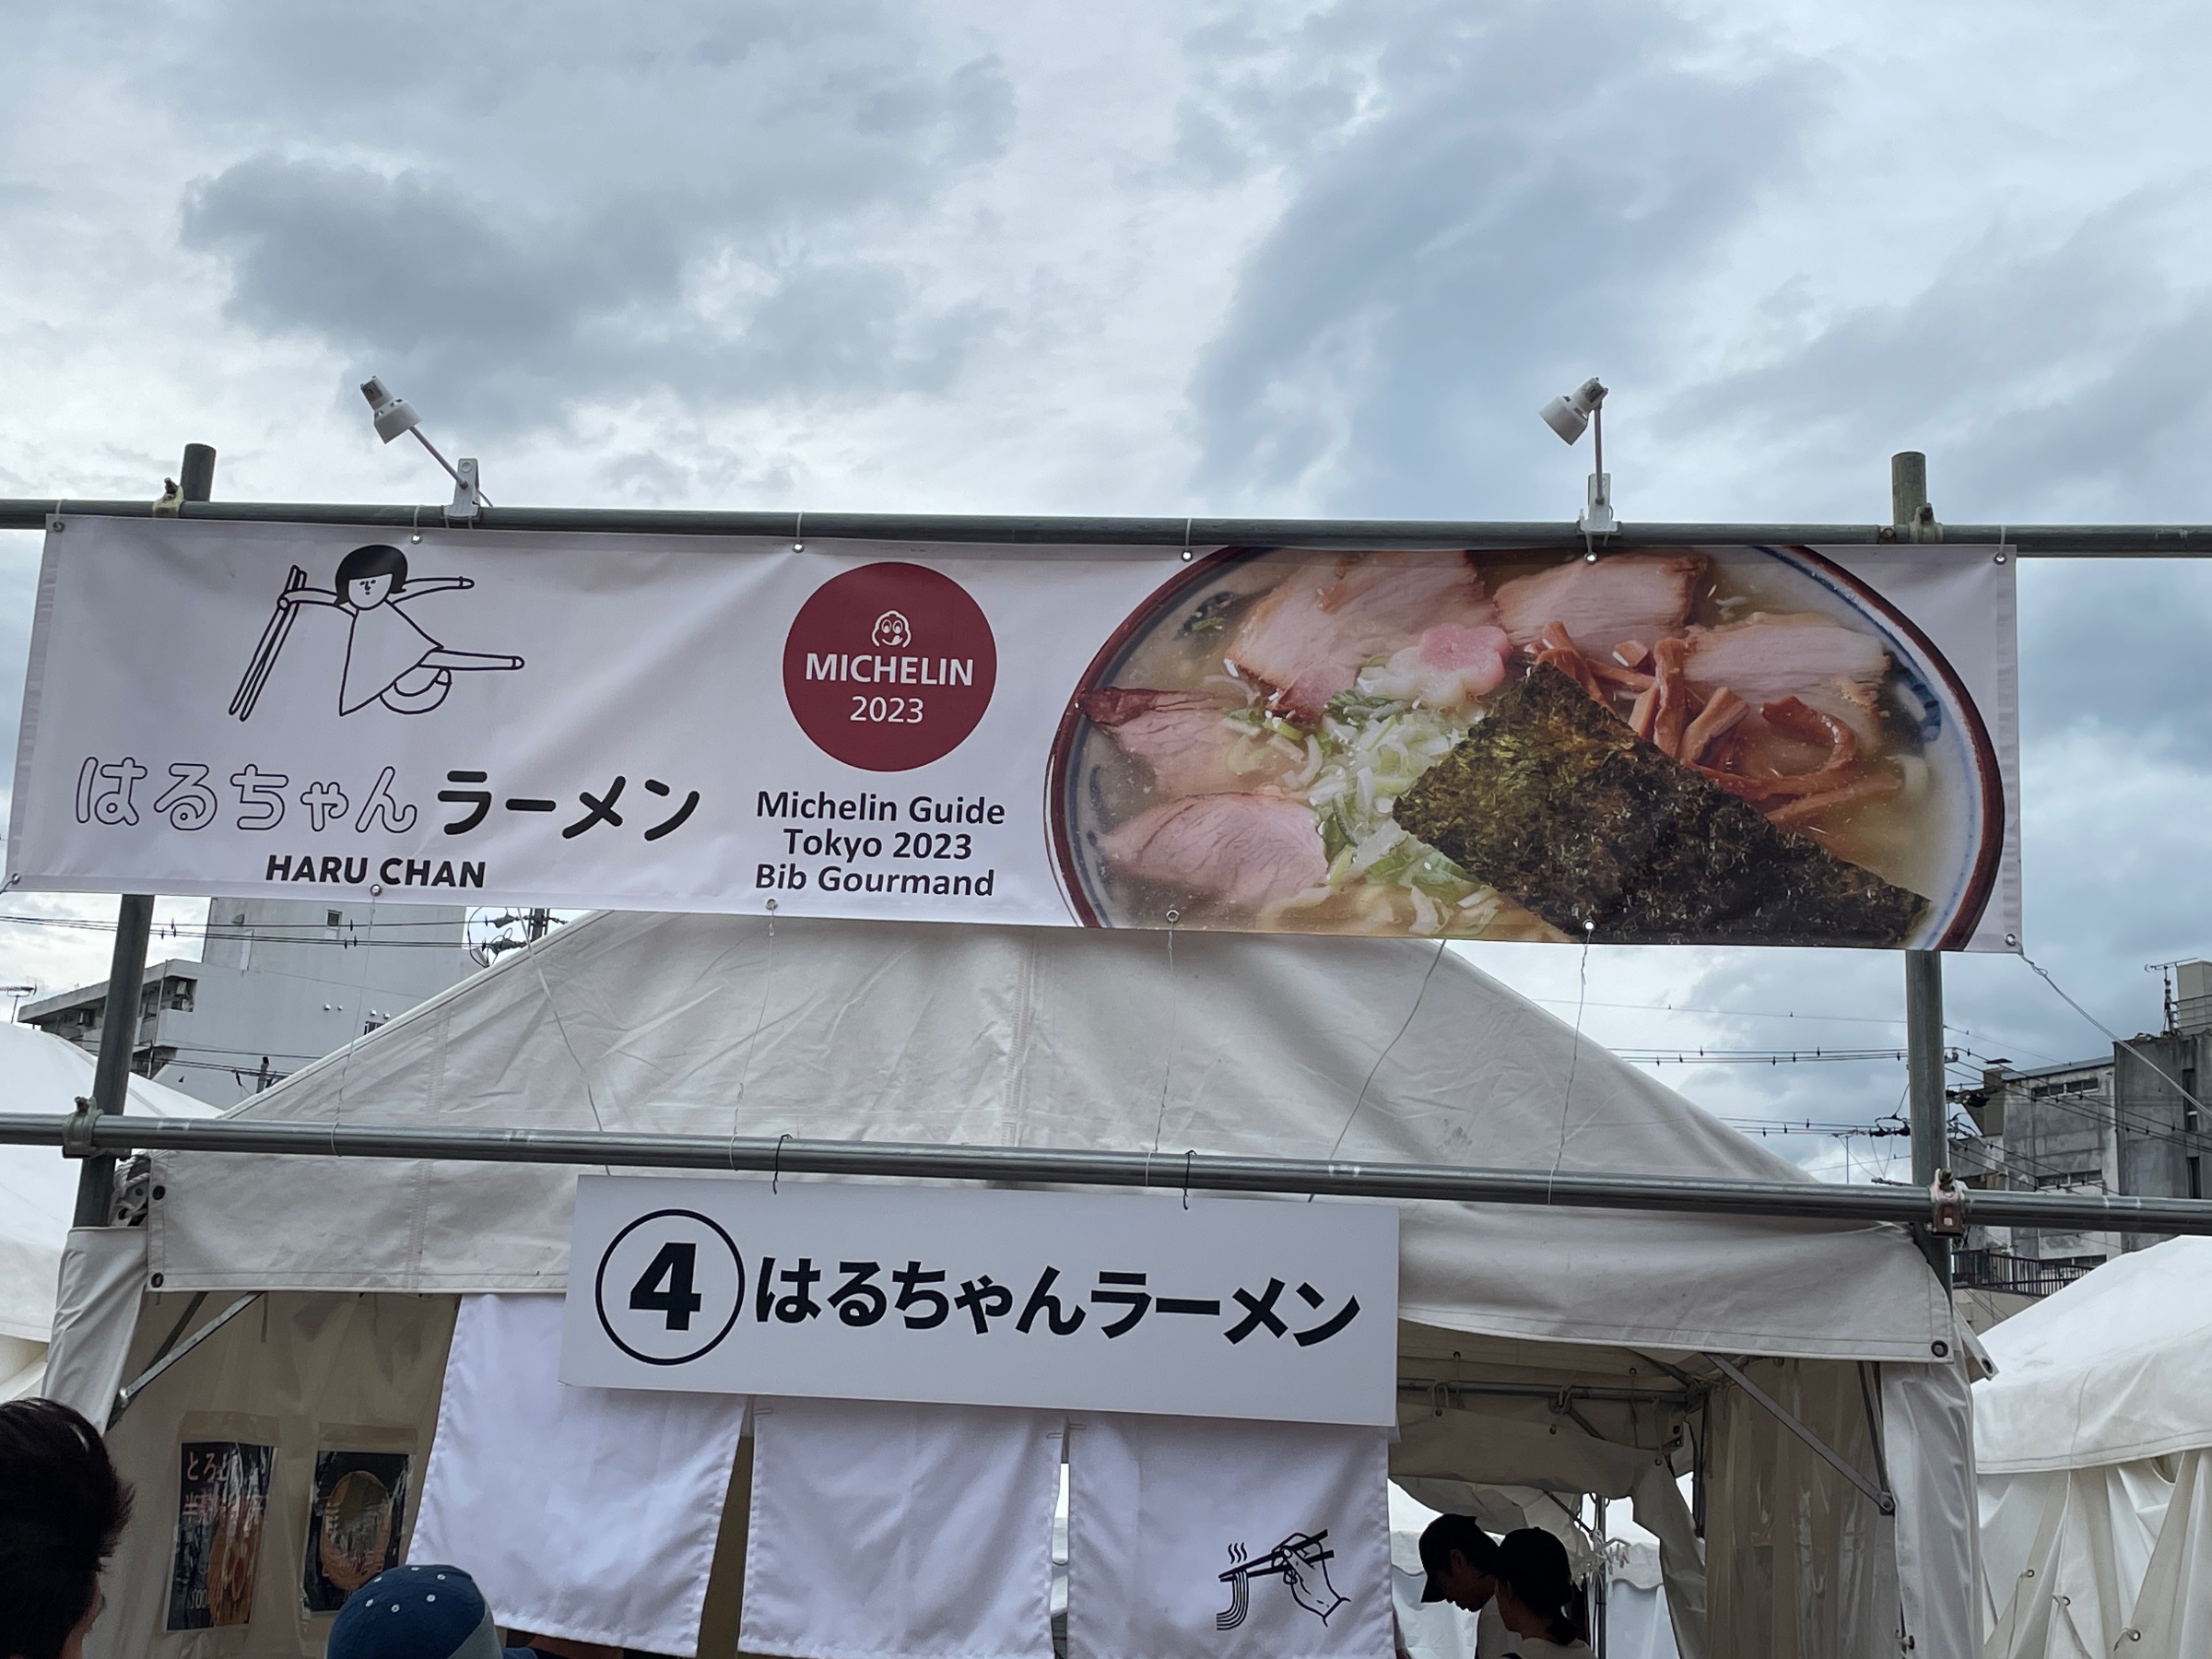 はるちゃんラーメン
HARU CHAN
MICHELIN
2023
Michelin Guide
Tokyo 2023
Bib Gourmand
④はるちゃんラーメン